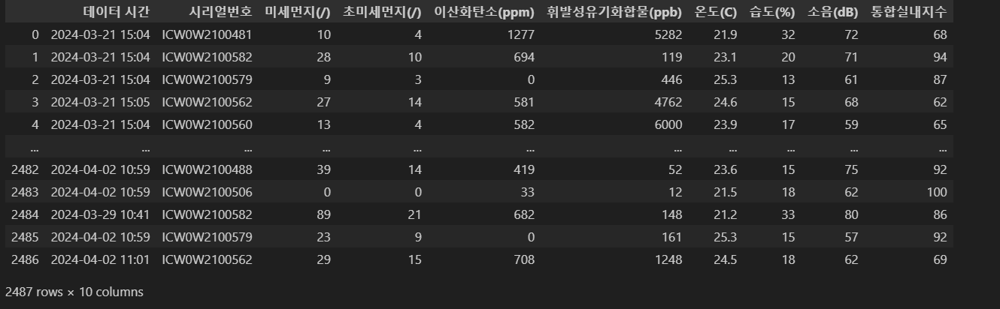 데이터 시간 시리얼번호 미세먼지(/) 초미세먼지(/) 이산화탄소(ppm) 휘발성유기화합물(ppb) 온도(C) 습도(%) 소음(dB) 통합실내지수
0 2024-03-21 15:04 ICW0W2100481 10 4 1277 5282 21.9 32 72 68
1 2024-03-21 15:04 ICW0W2100582 28 10 694 119 23.1 20 71 94
2 2024-03-21 15:04 ICW0W2100579 9 3 0 446 25.3 13 61 87
3 2024-03-21 15:05 ICW0W2100562 27 14 581 4762 24.6 15 68 62
4 2024-03-21 15:04 ICW0W2100560 13 4 582 6000 23.9 17 59 65
... ... ... ... ... ... ... ... ... ... ...
2482 2024-04-02 10:59 ICW0W2100488 39 14 419 52 23.6 15 75 92
2483 2024-04-02 10:59 ICW0W2100506 0 0 33 12 21.5 18 62 100
2484 2024-03-29 10:41 ICW0W2100582 89 21 682 148 21.2 33 80 86
2485 2024-04-02 10:59 ICW0W2100579 23 9 0 161 25.3 15 57 92
2486 2024-04-02 11:01 ICW0W2100562 29 15 708 1248 24.5 18 62 69
2487 rows × 10 columns